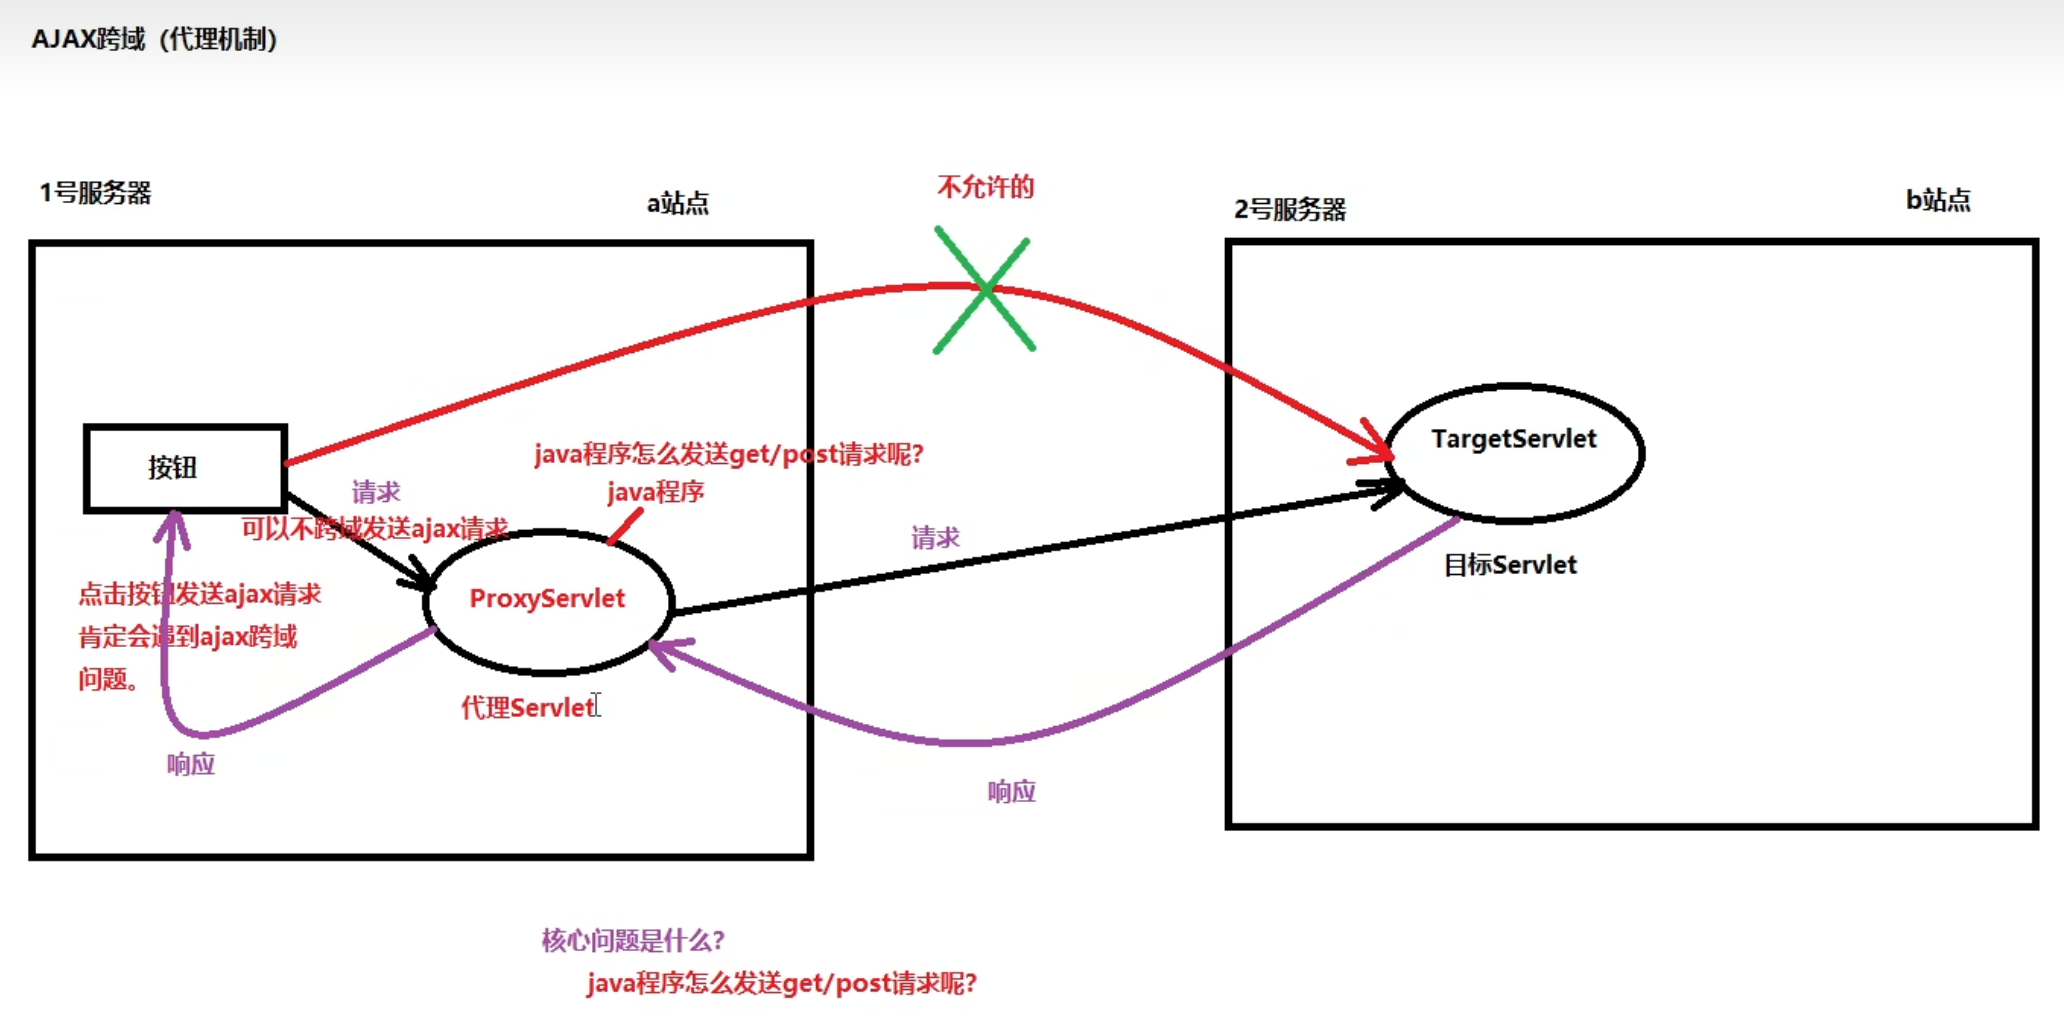 AJAX跨域（代理机制）
1号服务器
a站点
不允许的
2号服务器
b站点
按钮
请求
可以不跨域发送ajax请求
java程序怎么发送get/post请求呢?
java程序
TargetServlet
请求
目标Servlet
点击按钮发送ajax请求
肯定会遇到ajax跨域
问题。
ProxyServlet
代理Servlet
响应
响应
核心问题是什么?
java程序怎么发送get/post请求呢?